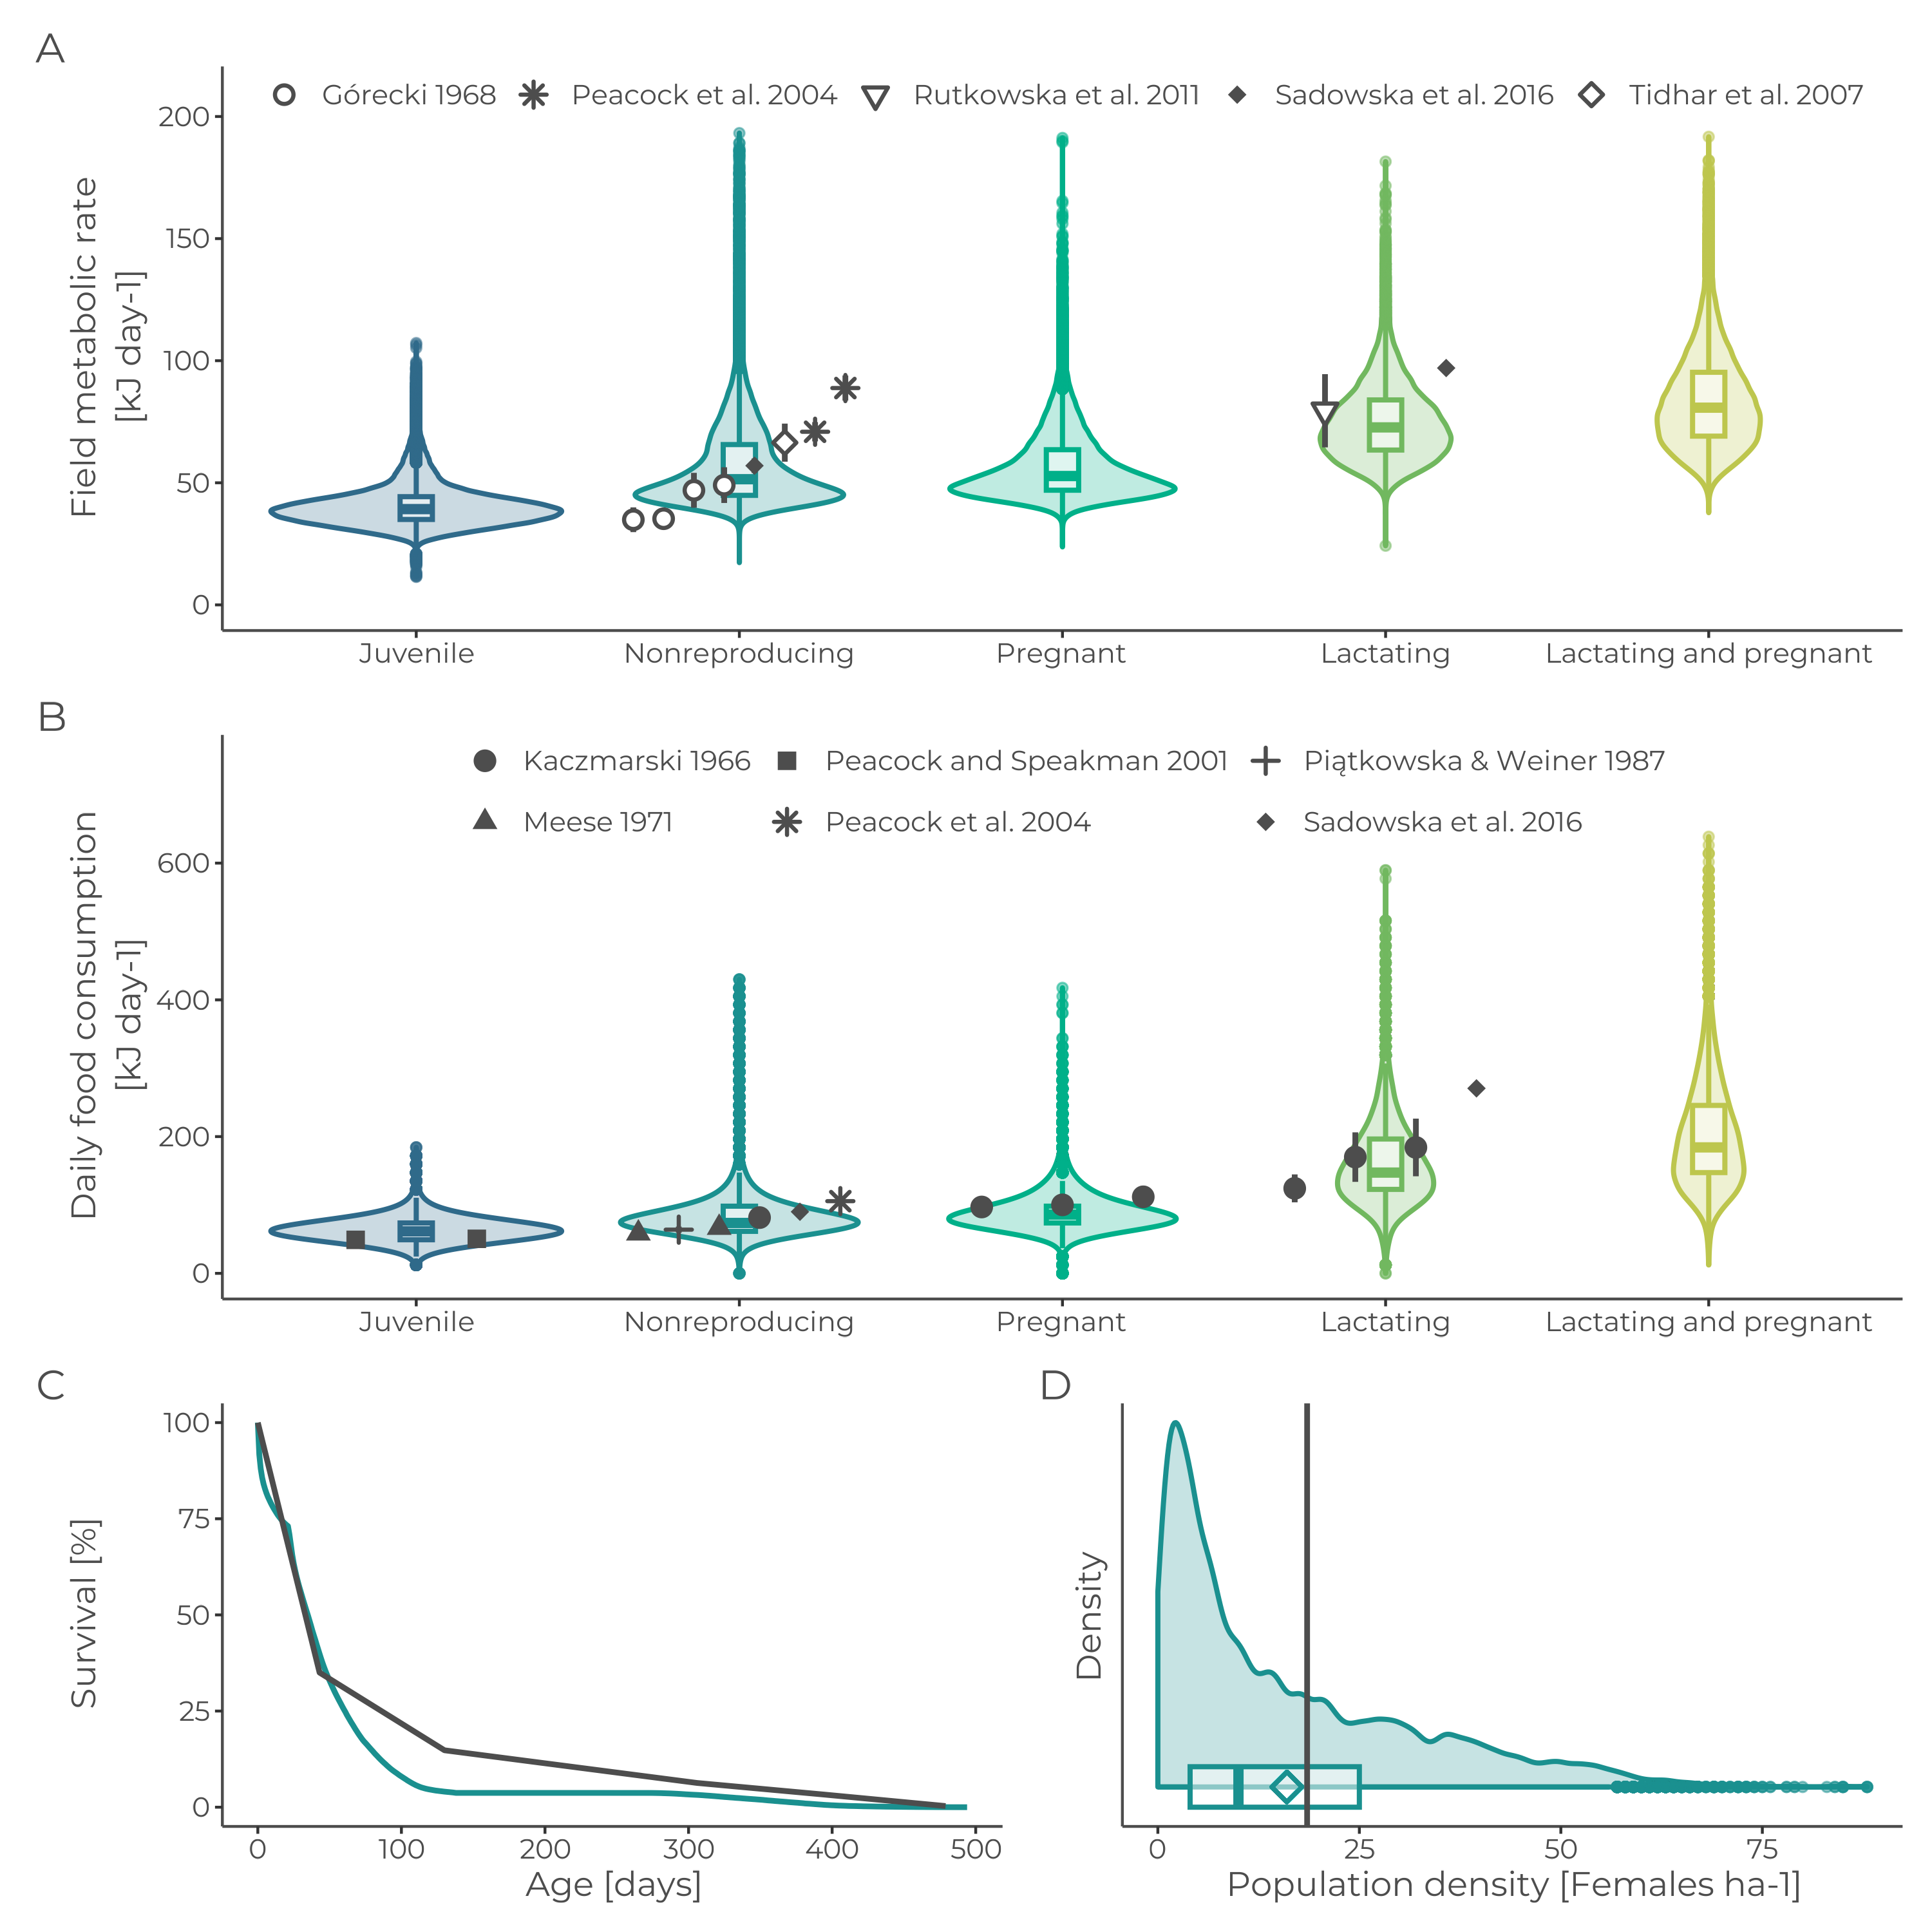 A
Górecki 1968 Peacock et al. 2004 Rutkowska et al. 2011 Sadowska et al. 2016 Tidhar et al. 2007
Field metabolic rate
[kJ day-1]
200
150
100
50
0
Juvenile Nonreproducing Pregnant Lactating Lactating and pregnant
B
Kaczmarski 1966 Peacock and Speakman 2001 Piątkowska & Weiner 1987
Meese 1971 Peacock et al. 2004 Sadowska et al. 2016
Daily food consumption
[kJ day-1]
600
400
200
0
Juvenile Nonreproducing Pregnant Lactating Lactating and pregnant
C
Survival [%]
100
75
50
25
0
0 100 200 300 400 500
Age [days]
D
Density
0 25 50 75
Population density [Females ha-1]